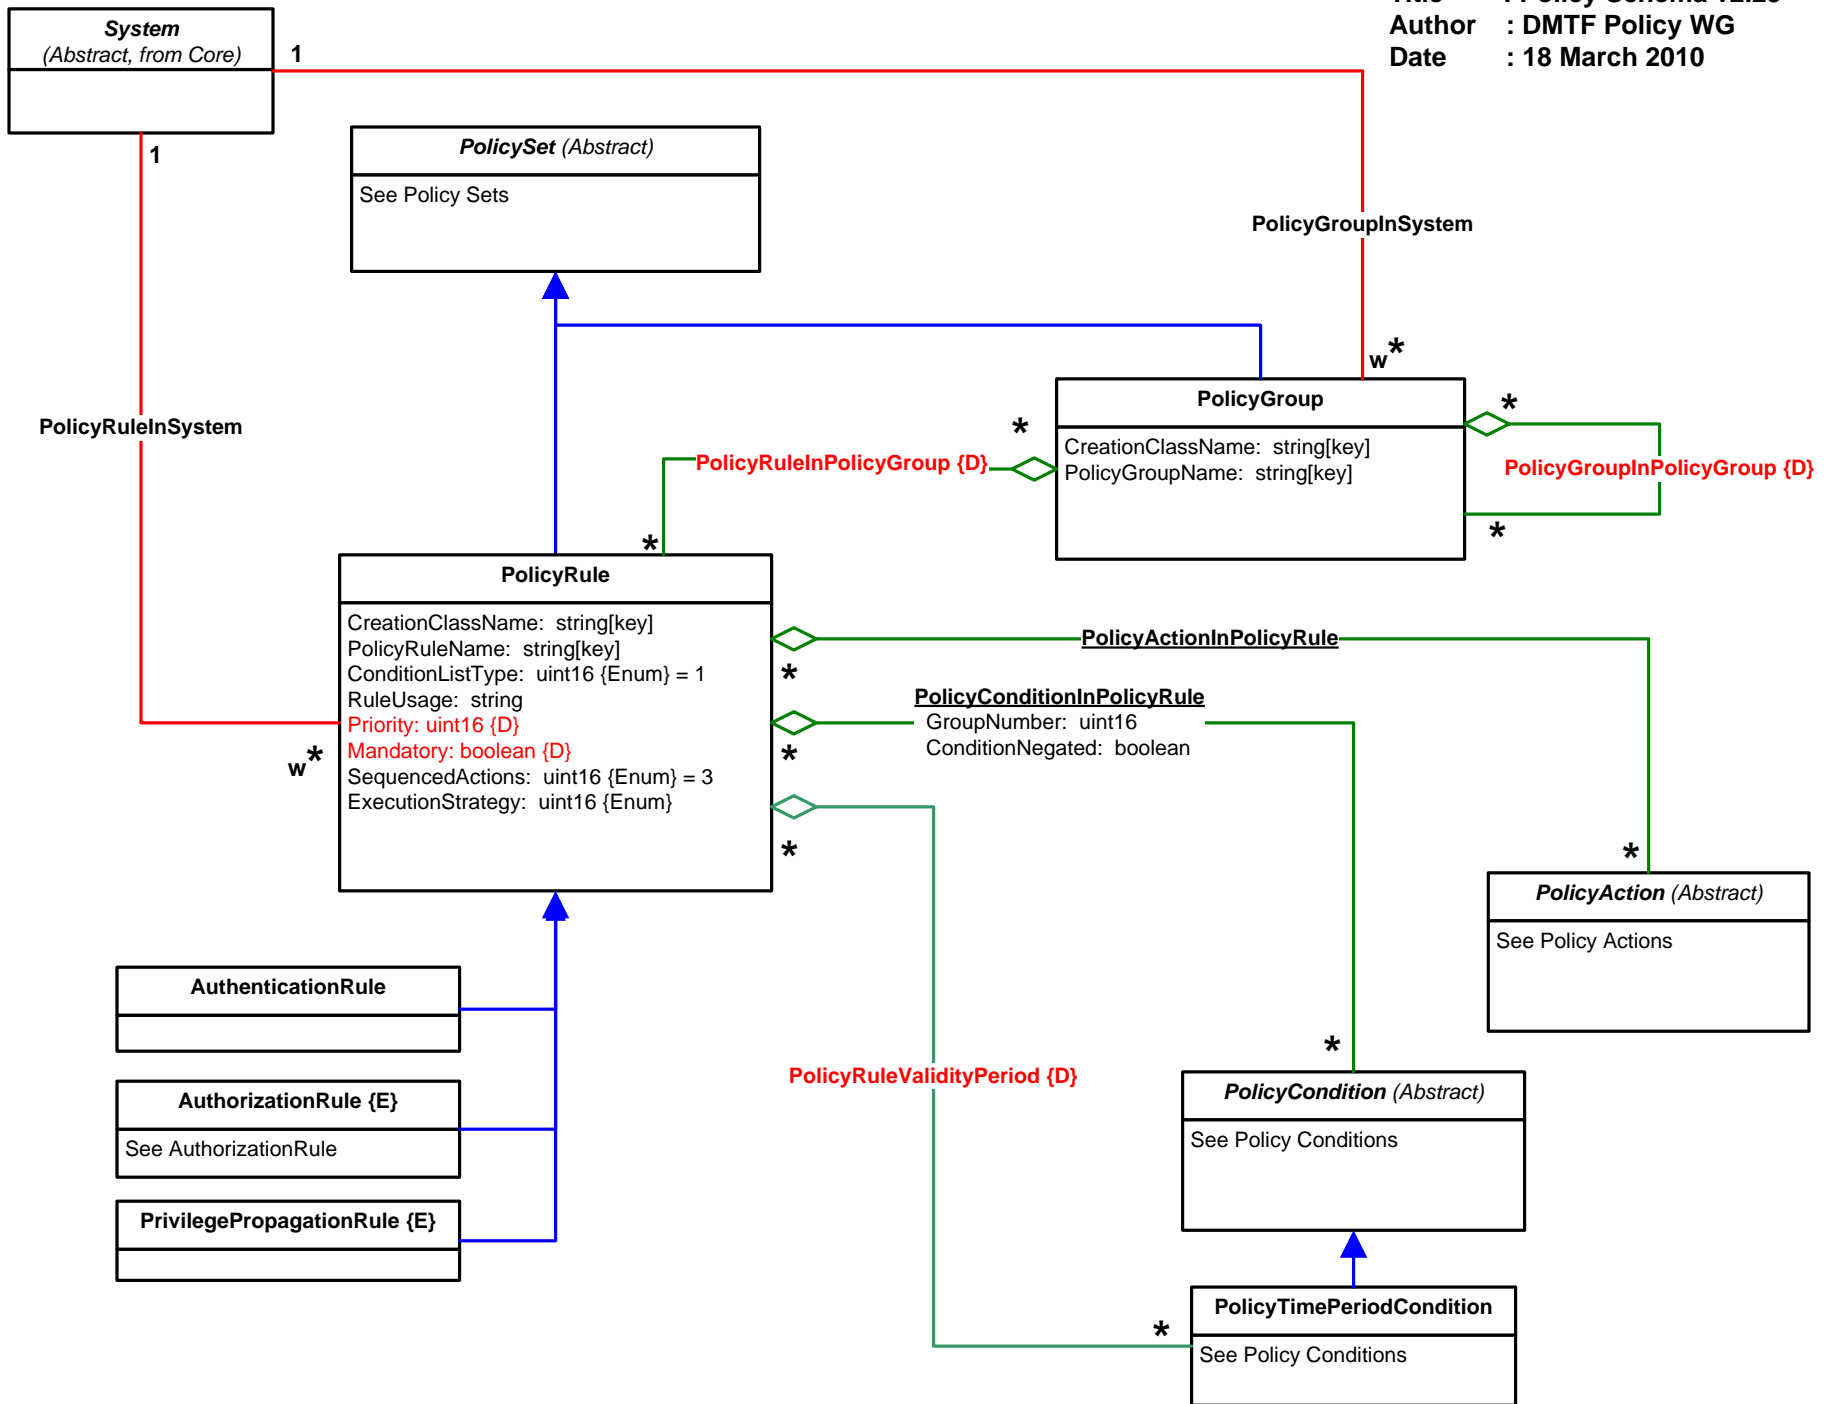 Author : DMTF Policy WG
Date : 18 March 2010
System
(Abstract, from Core)
1
1
PolicySet (Abstract)
See Policy Sets
PolicyGroupInSystem
w*
PolicyGroup
CreationClassName: string[key]
PolicyGroupName: string[key]
*
*
PolicyGroupInPolicyGroup {D}
*
PolicyRuleInPolicyGroup {D}
*
PolicyRuleInSystem
w*
PolicyRule
CreationClassName: string[key]
PolicyRuleName: string[key]
ConditionListType: uint16 {Enum} = 1
RuleUsage: string
Priority: uint16 {D}
Mandatory: boolean {D}
SequencedActions: uint16 {Enum} = 3
ExecutionStrategy: uint16 {Enum}
PolicyActionInPolicyRule
*
PolicyConditionInPolicyRule
GroupNumber: uint16
ConditionNegated: boolean
*
*
*
PolicyAction (Abstract)
See Policy Actions
AuthenticationRule
AuthorizationRule {E}
See AuthorizationRule
PrivilegePropagationRule {E}
PolicyRuleValidityPeriod {D}
*
PolicyCondition (Abstract)
See Policy Conditions
*
PolicyTimePeriodCondition
See Policy Conditions